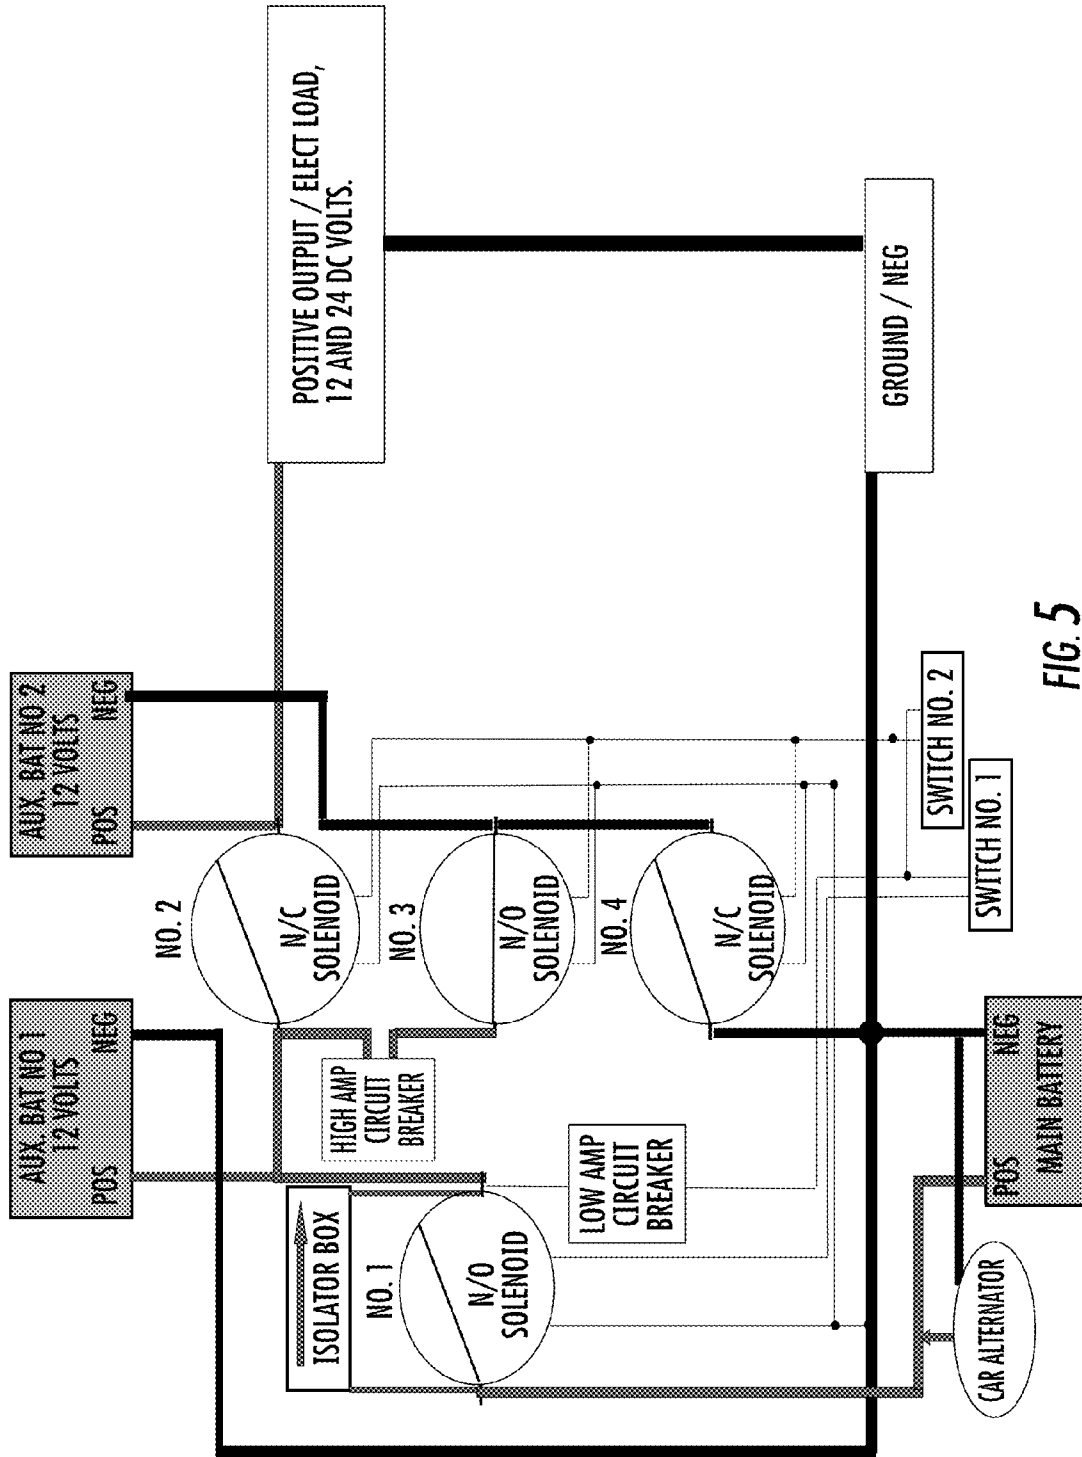 AUX. BAT NO 1
12 VOLTS
POS
NEG
AUX. BAT NO 2
12 VOLTS
POS
NEG
POSITIVE OUTPUT / ELECT LOAD,
12 AND 24 DC VOLTS.
ISOLATOR BOX
HIGH AMP
CIRCUIT
BREAKER
NO. 2
N/C
SOLENOID
NO. 1
N/O
SOLENOID
NO. 3
N/O
SOLENOID
LOW AMP
CIRCUIT
BREAKER
NO. 4
N/C
SOLENOID
GROUND / NEG
CAR ALTERNATOR
POS
NEG
MAIN BATTERY
SWITCH NO. 1
SWITCH NO. 2
FIG. 5